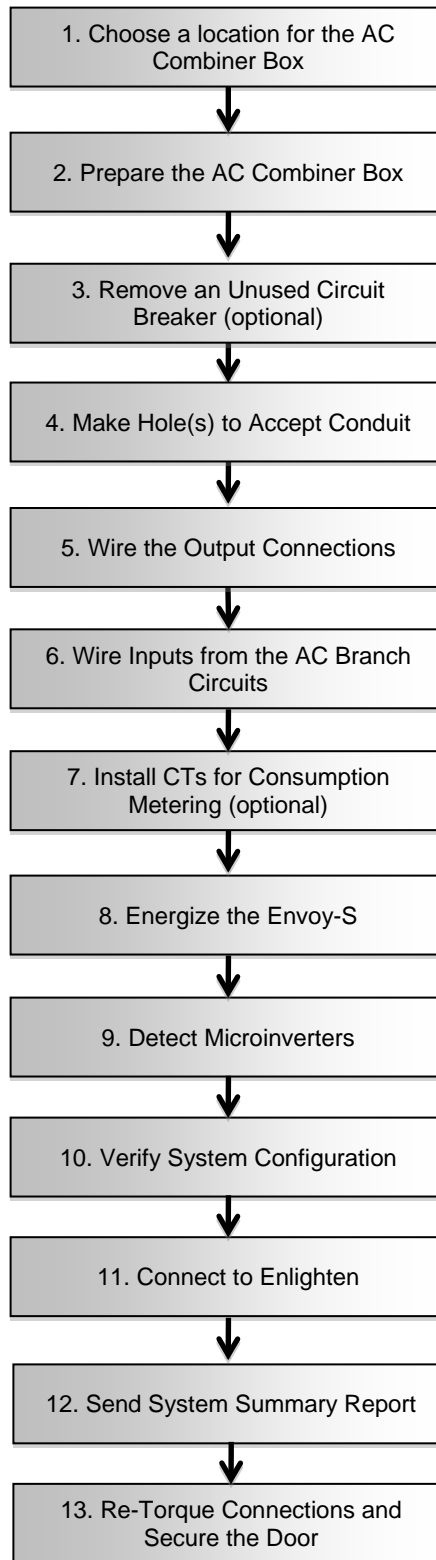 1. Choose a location for the AC
Combiner Box
2. Prepare the AC Combiner Box
3. Remove an Unused Circuit
Breaker (optional)
4. Make Hole(s) to Accept Conduit
5. Wire the Output Connections
6. Wire Inputs from the AC Branch
Circuits
7. Install CTs for Consumption
Metering (optional)
8. Energize the Envoy-S
9. Detect Microinverters
10. Verify System Configuration
11. Connect to Enlighten
12. Send System Summary Report
13. Re-Torque Connections and
Secure the Door